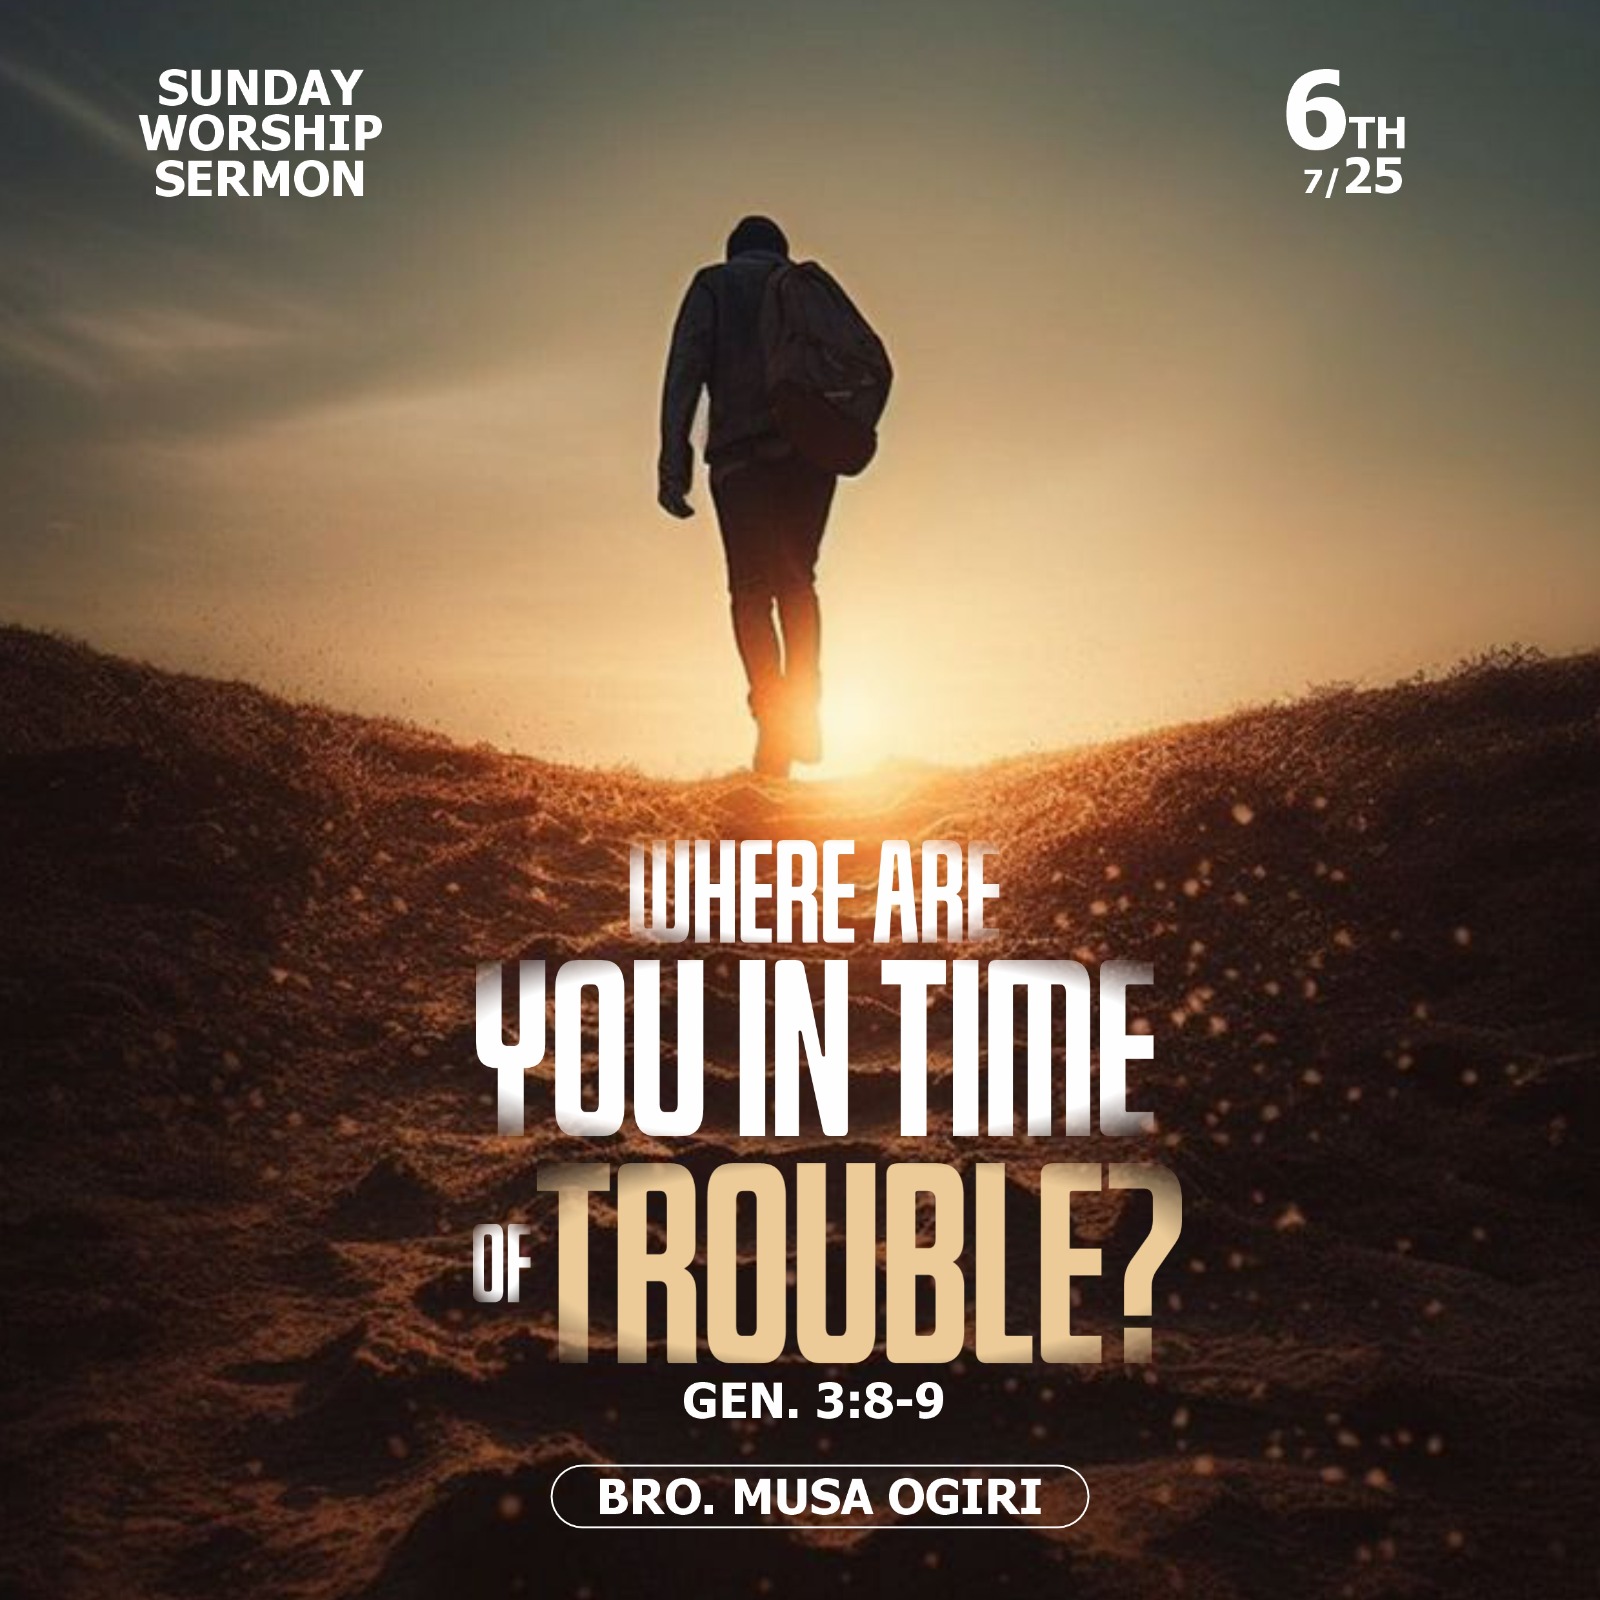 SUNDAY
WORSHIP
SERMON
6TH
7/25
WHERE ARE
YOU IN TIME
OF TROUBLE?
GEN. 3:8-9
BRO. MUSA OGIRI